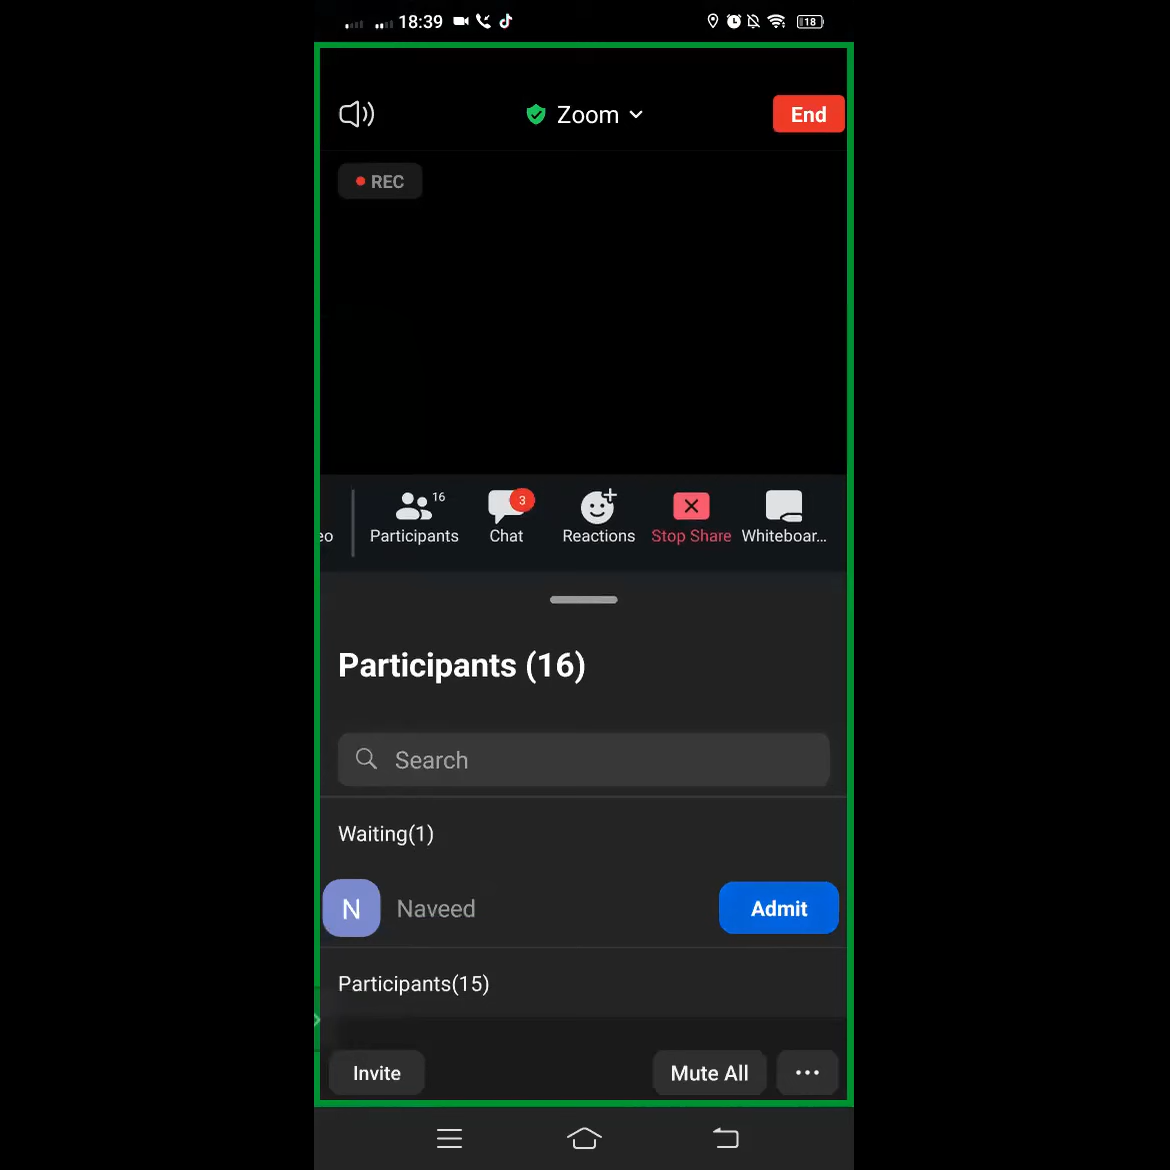 18:39
18
Zoom
End
REC
eo
16
Participants
3
Chat
Reactions
Stop Share
Whiteboar...
Participants (16)
Search
Waiting(1)
N
Naveed
Admit
Participants(15)
Invite
Mute All